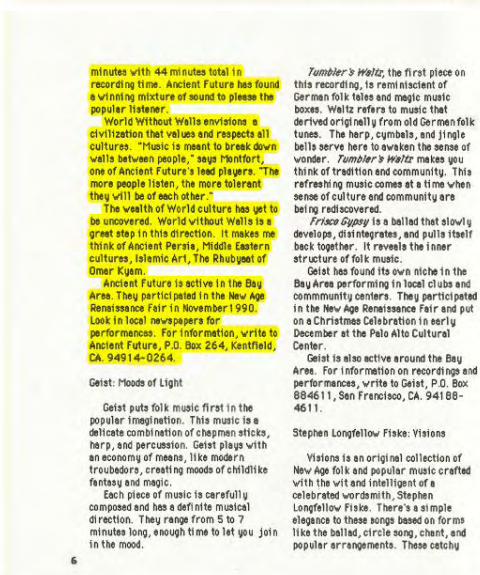 minutes with 44 minutes total in
recording time. Ancient Future has found
a winning mixture of sound to please the
popular listener.
World Without Walls envisions a
civilization that values and respects all
cultures. "Music is meant to break down
walls between people," says Montfort,
one of Ancient Future's lead players. "The
more people listen, the more tolerant
they will be of each other."
The wealth of World culture has yet to
be uncovered. World without Walls is a
great step in this direction. It makes me
think of Ancient Persia, Middle Eastern
cultures, Islamic Art, The Rhubyeat of
Omar Kyam.
Ancient Future is active in the Bay
Area. They participated in the New Age
Renaissance Fair in November 1990.
Look in local newspapers for
performances. For information, write to
Ancient Future, P.O. Box 264, Kentfield,
CA. 94914-0264.
Geist: Moods of Light
Geist puts folk music first in the
popular imagination. This music is a
delicate combination of chapman sticks,
harp, and percussion. Geist plays with
an economy of means, like modern
troubadors, creating moods of childlike
fantasy and magic.
Each piece of music is carefully
composed and has a definite musical
direction. They range from 5 to 7
minutes long, enough time to let you join
in the mood.
6
Tumbler's Waltz, the first piece on
this recording, is reminiscent of
German folk tales and magic music
boxes. Waltz refers to music that
derived originally from old German folk
tunes. The harp, cymbals, and jingle
bells serve here to awaken the sense of
wonder. Tumbler's Waltz makes you
think of tradition and community. This
refreshing music comes at a time when
sense of culture and community are
being rediscovered.
Frisco Gypsy is a ballad that slowly
develops, disintegrates, and pulls itself
back together. It reveals the inner
structure of folk music.
Geist has found its own niche in the
Bay Area performing in local clubs and
commmunity centers. They participated
in the New Age Renaissance Fair and put
on a Christmas Celebration in early
December at the Palo Alto Cultural
Center.
Geist is also active around the Bay
Area. For information on recordings and
performances, write to Geist, P.O. Box
884611, San Francisco, CA. 94188-
4611.
Stephen Longfellow Fiske: Visions
Visions is an original collection of
New Age folk and popular music crafted
with the wit and intelligent of a
celebrated wordsmith, Stephen
Longfellow Fiske. There's a simple
elegance to these songs based on forms
like the ballad, circle song, chant, and
popular arrangements. These catchy